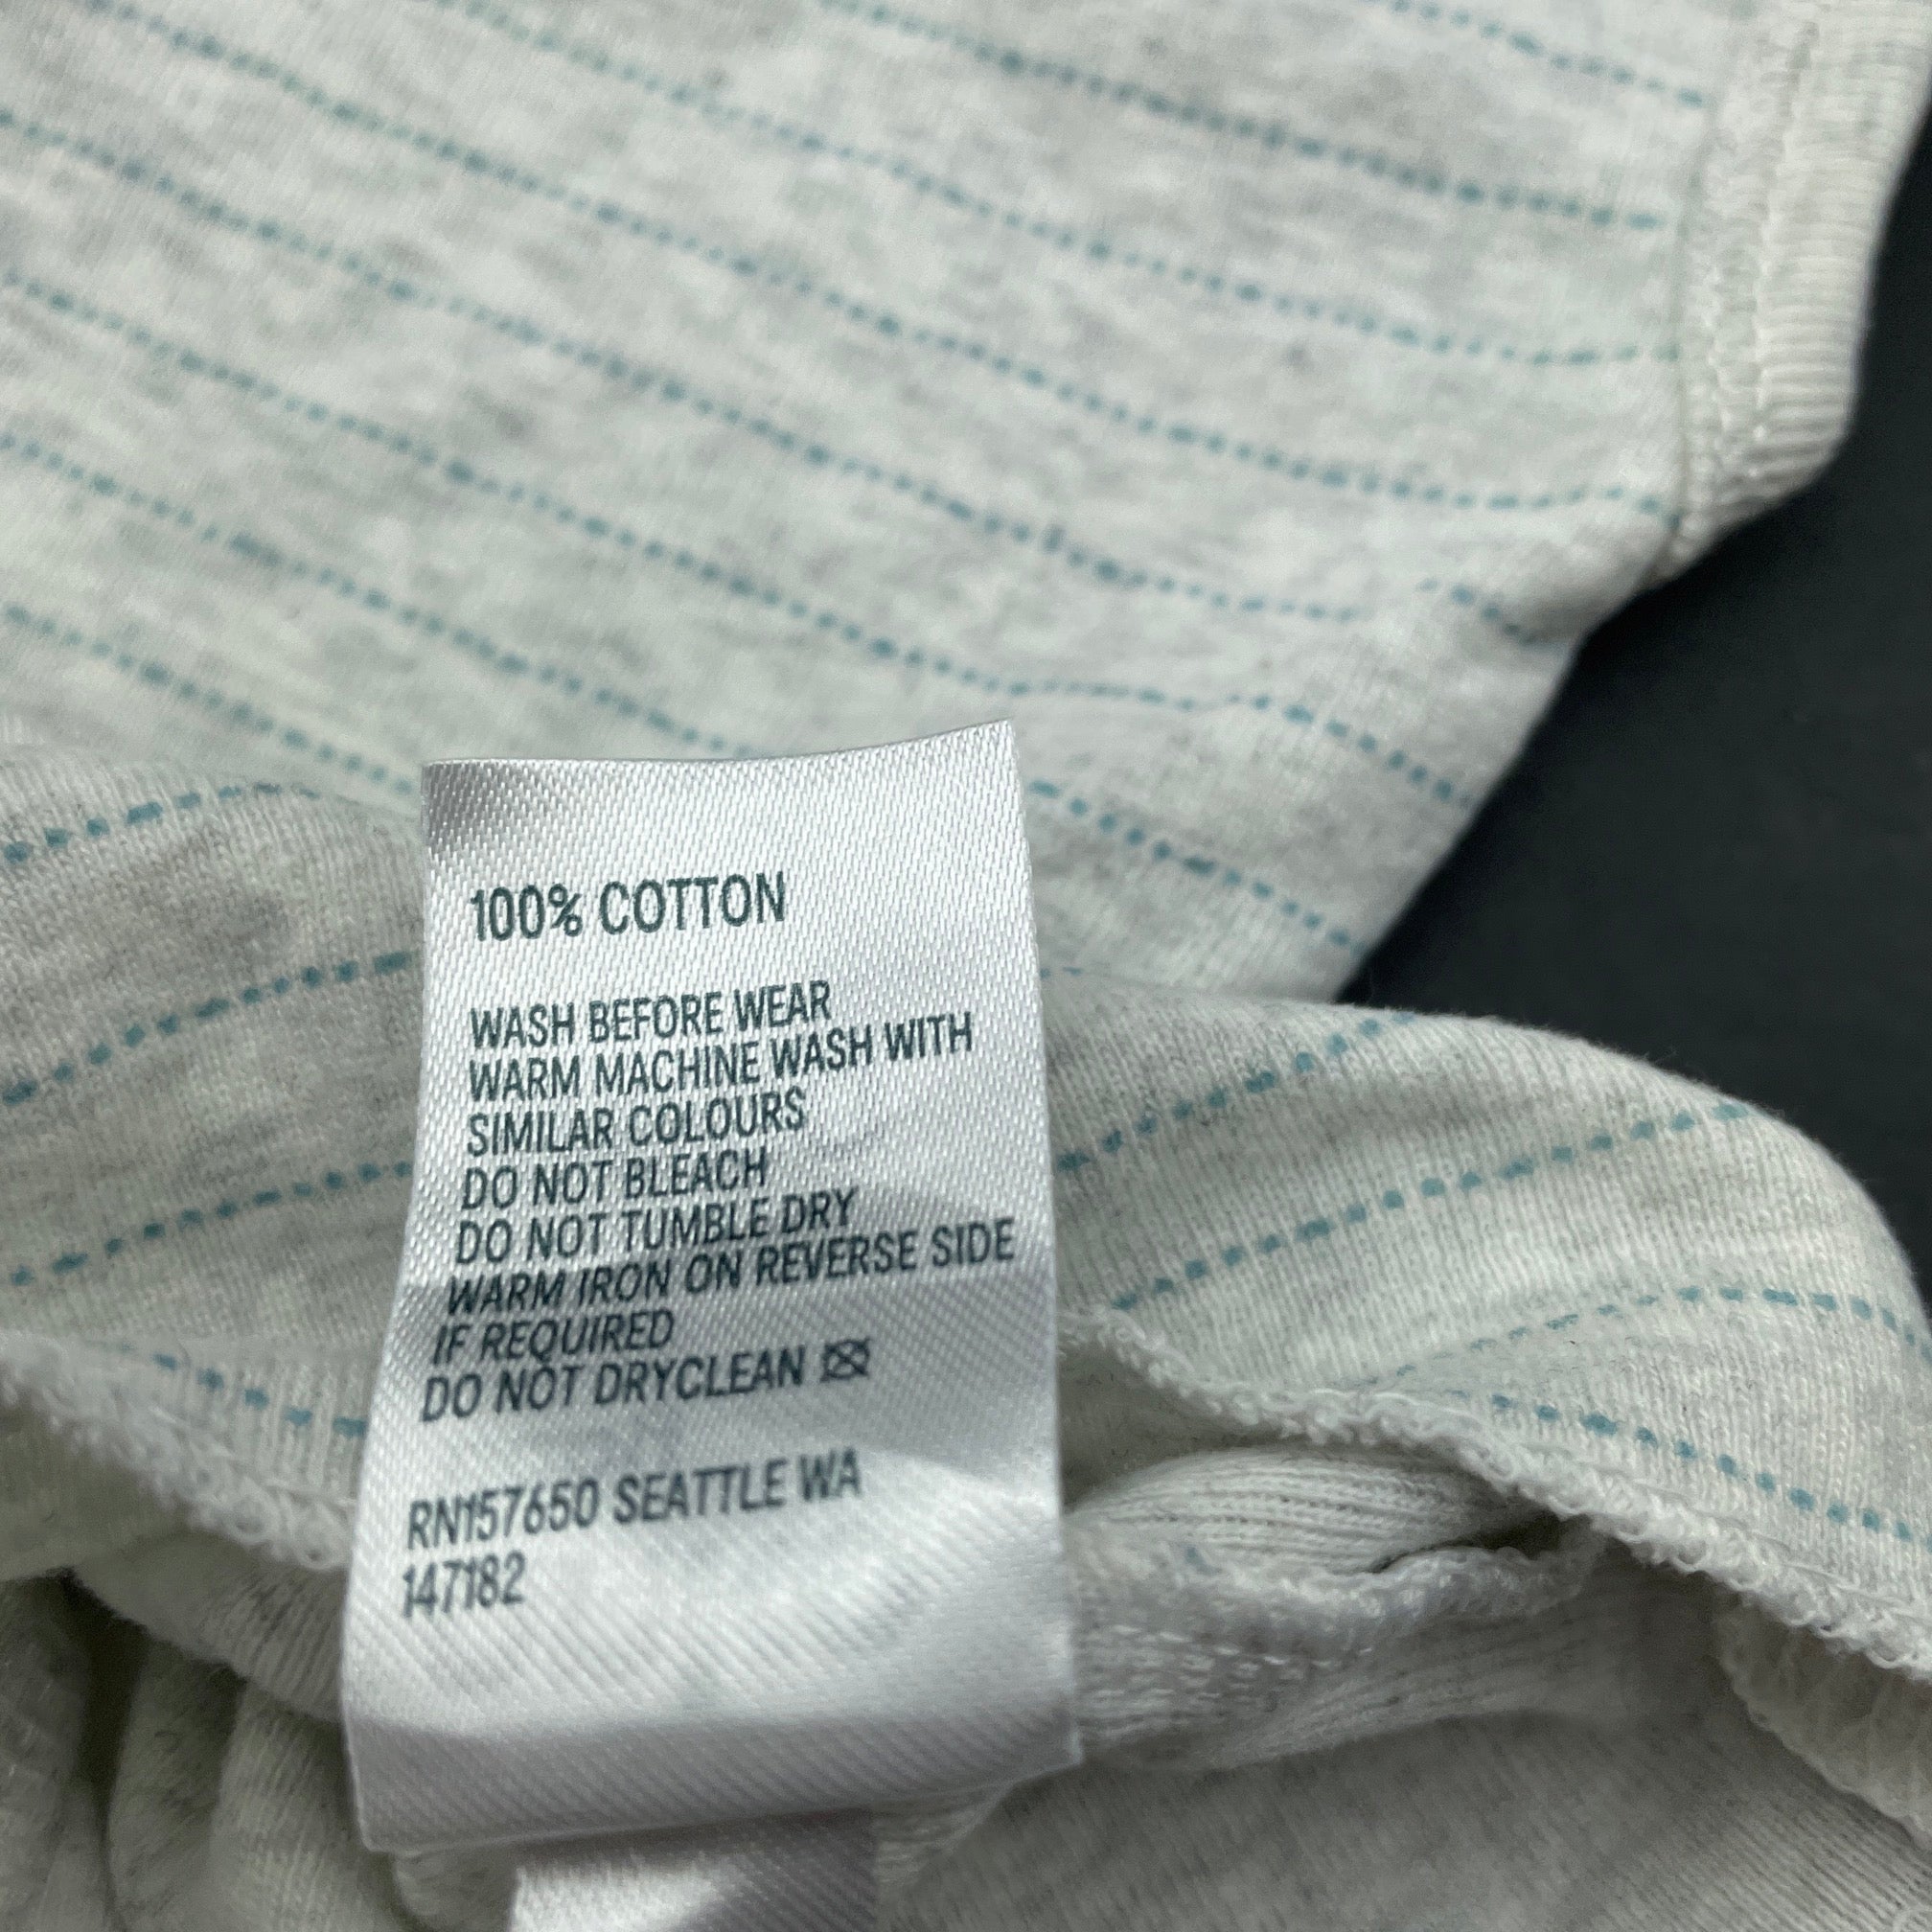 100% COTTON
WASH BEFORE WEAR
WARM MACHINE WASH WITH
SIMILAR COLOURS
DO NOT BLEACH
DO NOT TUMBLE DRY
WARM IRON ON REVERSE SIDE
IF REQUIRED
DO NOT DRYCLEAN
RN157650 SEATTLE WA
147182